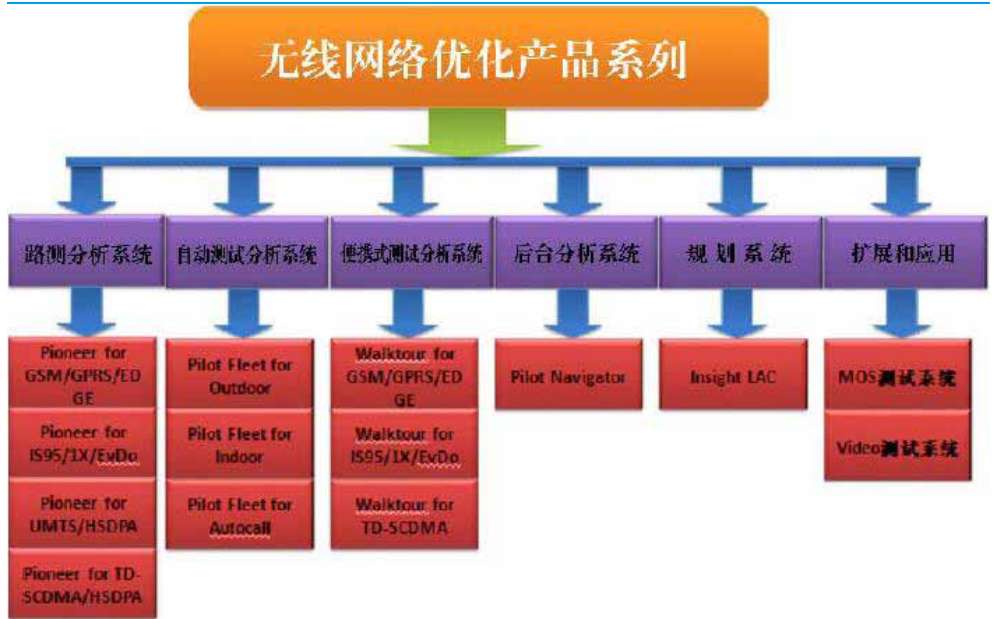 无线网络优化产品系列
路测分析系统
自动测试分析系统
便携式测试分析系统
后台分析系统
规划系统
扩展和应用
Pioneer for
GSM/GPRS/ED
GE
Pioneer for
IS95/1X/EvDo
Pioneer for
UMTS/HSDPA
Pioneer for TD-
SCDMA/HSDPA
Pilot Fleet for
Outdoor
Pilot Fleet for
Indoor
Pilot Fleet for
Autocall
Walktour for
GSM/GPRS/ED
GE
Walktour for
IS95/1X/EvDo
Walktour for
TD-SCDMA
Pilot Navigator
Insight LAC
MOS测试系统
Video测试系统